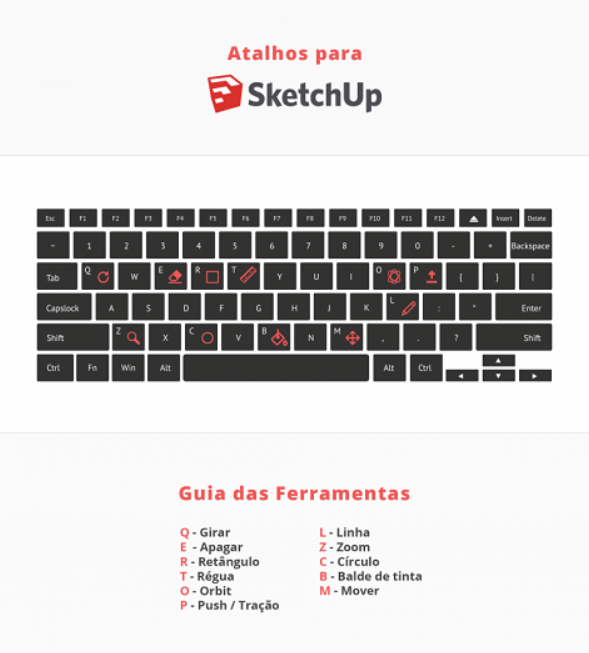 Atalhos para
SketchUp
Esc F1 F2 F3 F4 F5 F6 F7 F8 F9 F10 F11 F12 Insert Delete
~ 1 2 3 4 5 6 7 8 9 0 - + Backspace
Tab Q W E R T Y U I O P { } |
Capslock A S D F G H J K L : " Enter
Shift Z X C V B N M , . ? Shift
Ctrl Fn Win Alt Alt Ctrl
Guia das Ferramentas
Q - Girar
E - Apagar
R - Retângulo
T - Régua
O - Orbit
P - Push / Tração
L - Linha
Z - Zoom
C - Círculo
B - Balde de tinta
M - Mover